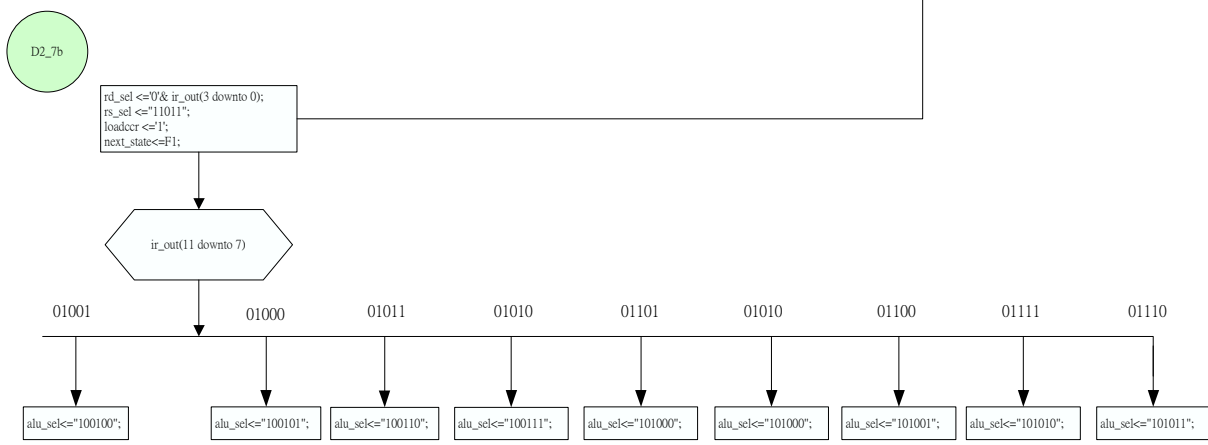 D2_7b
rd_sel <='0'& ir_out(3 downto 0);
rs_sel <="11011";
loadccr <='1';
next_state<=F1;
ir_out(11 downto 7)
01001
01000
01011
01010
01101
01010
01100
01111
01110
alu_sel<="100100";
alu_sel<="100101";
alu_sel<="100110";
alu_sel<="100111";
alu_sel<="101000";
alu_sel<="101000";
alu_sel<="101001";
alu_sel<="101010";
alu_sel<="101011";